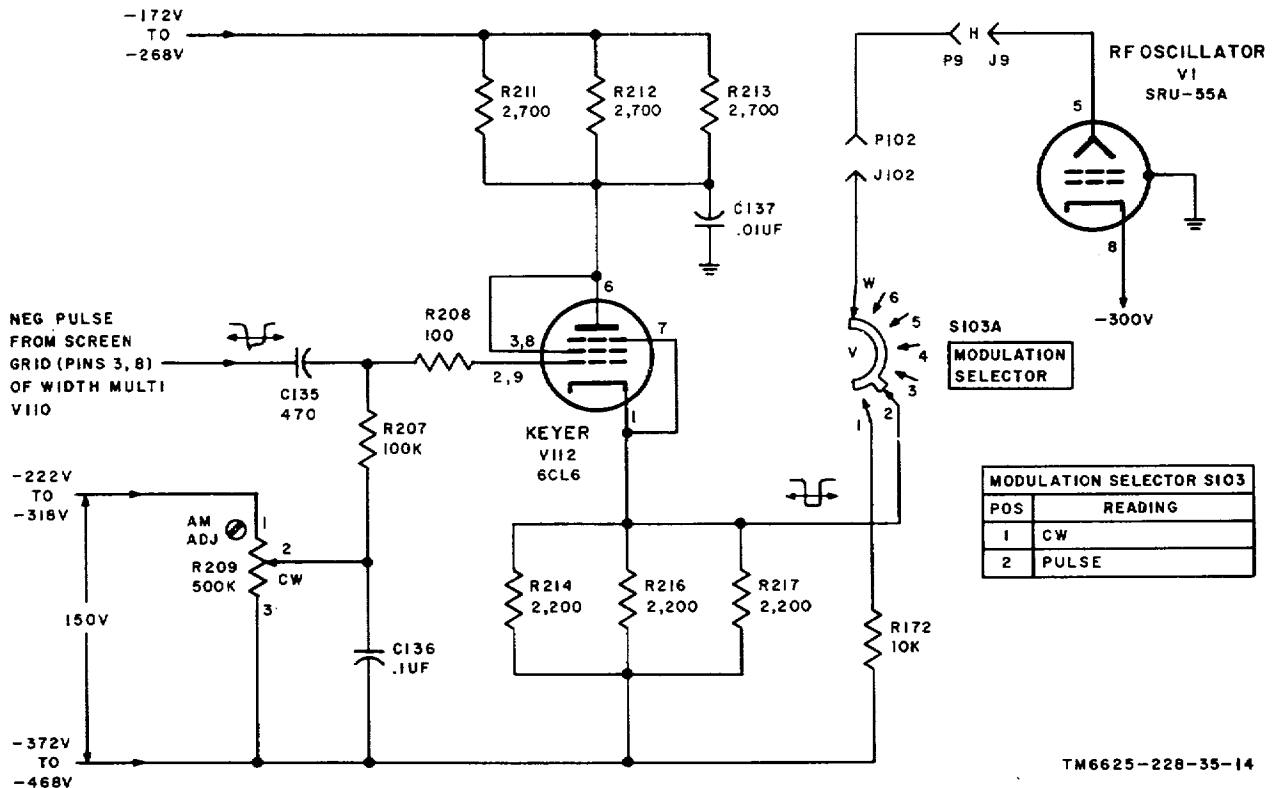 -172V
TO
-268V
R211
2,700
R212
2,700
R213
2,700
C137
.01UF
P9
H
J9
P102
J102
RF OSCILLATOR
V1
SRU-55A
5
8
-300V
W
6
5
4
3
2
1
V
S103A
MODULATION
SELECTOR
NEG PULSE
FROM SCREEN
GRID (PINS 3, 8)
OF WIDTH MULTI
V110
C135
470
R208
100
R207
100K
6
7
3,8
2,9
1
KEYER
V112
6CL6
-222V
TO
-318V
150V
AM
ADJ
1
2
3
CW
R209
500K
C136
.1UF
R214
2,200
R216
2,200
R217
2,200
R172
10K
MODULATION SELECTOR S103
POS READING
1 CW
2 PULSE
-372V
TO
-468V
TM6625-228-35-14